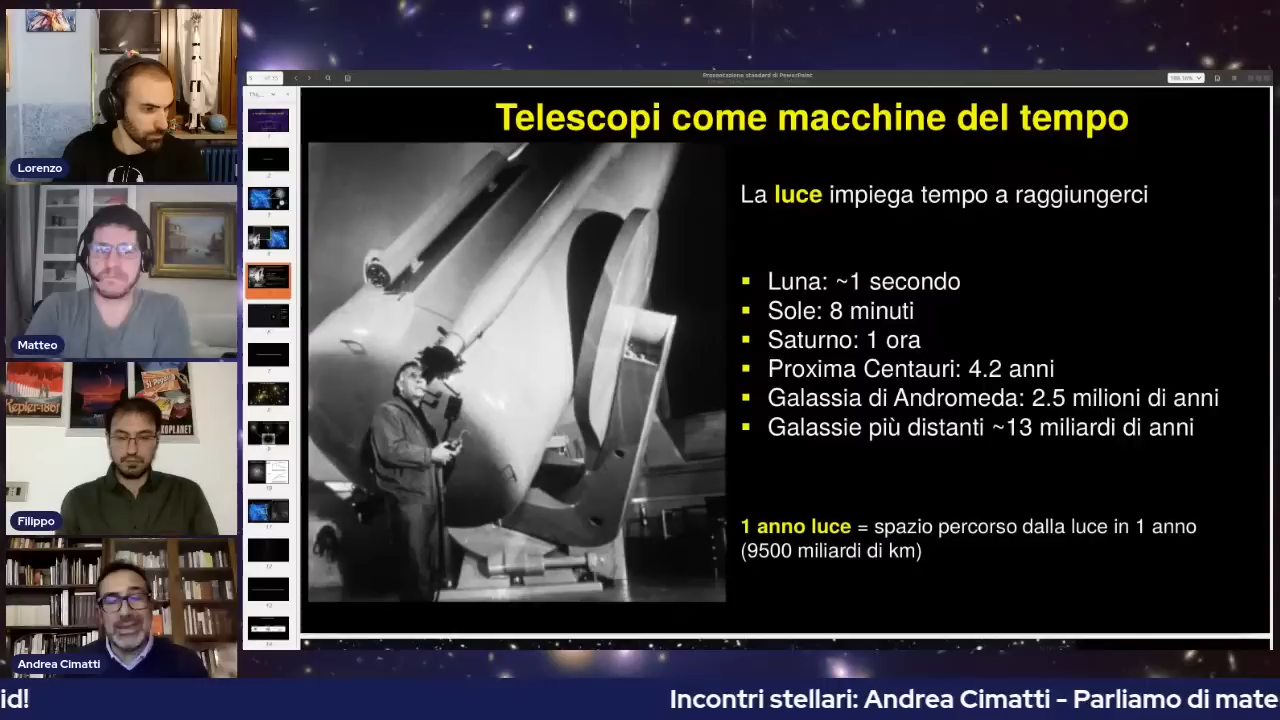 Lorenzo
Matteo
Kepler-186f
Filippo
Andrea Cimatti
Presentazione standard di PowerPoint
Telescopi come macchine del tempo
La luce impiega tempo a raggiungerci
▪ Luna: ~1 secondo
▪ Sole: 8 minuti
▪ Saturno: 1 ora
▪ Proxima Centauri: 4.2 anni
▪ Galassia di Andromeda: 2.5 milioni di anni
▪ Galassie più distanti ~13 miliardi di anni
1 anno luce = spazio percorso dalla luce in 1 anno
(9500 miliardi di km)
id! Incontri stellari: Andrea Cimatti - Parliamo di mate